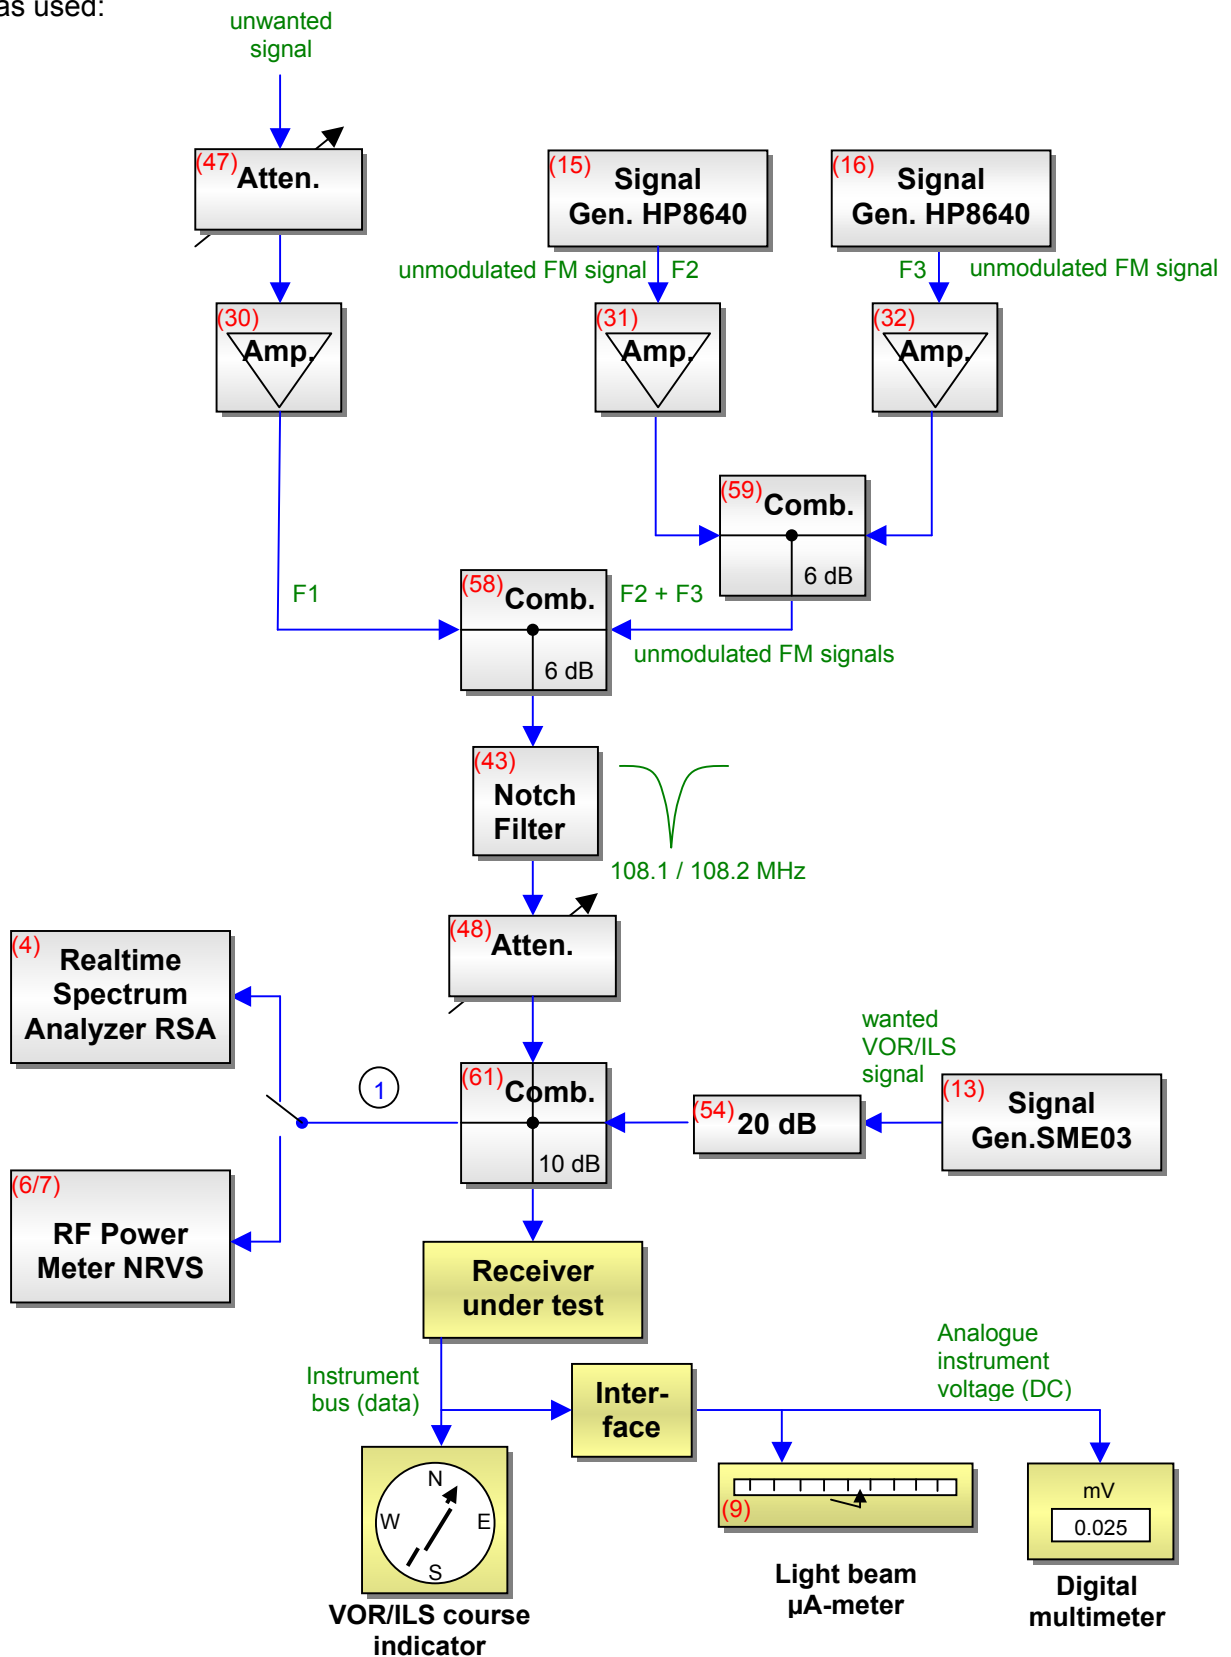 as used:
unwanted
signal
(47)
Atten.
(15)
Signal
Gen. HP8640
(16)
Signal
Gen. HP8640
unmodulated FM signal
F2
F3
unmodulated FM signal
(30)
Amp.
(31)
Amp.
(32)
Amp.
(59)
Comb.
6 dB
F1
(58)
Comb.
6 dB
F2 + F3
unmodulated FM signals
(43)
Notch
Filter
108.1 / 108.2 MHz
(48)
Atten.
(4)
Realtime
Spectrum
Analyzer RSA
1
(61)
Comb.
10 dB
(54)
20 dB
wanted
VOR/ILS
signal
(13)
Signal
Gen.SME03
(6/7)
RF Power
Meter NRVS
Receiver
under test
Instrument
bus (data)
Inter-
face
Analogue
instrument
voltage (DC)
N
W
E
S
VOR/ILS course
indicator
(9)
Light beam
µA-meter
mV
0.025
Digital
multimeter